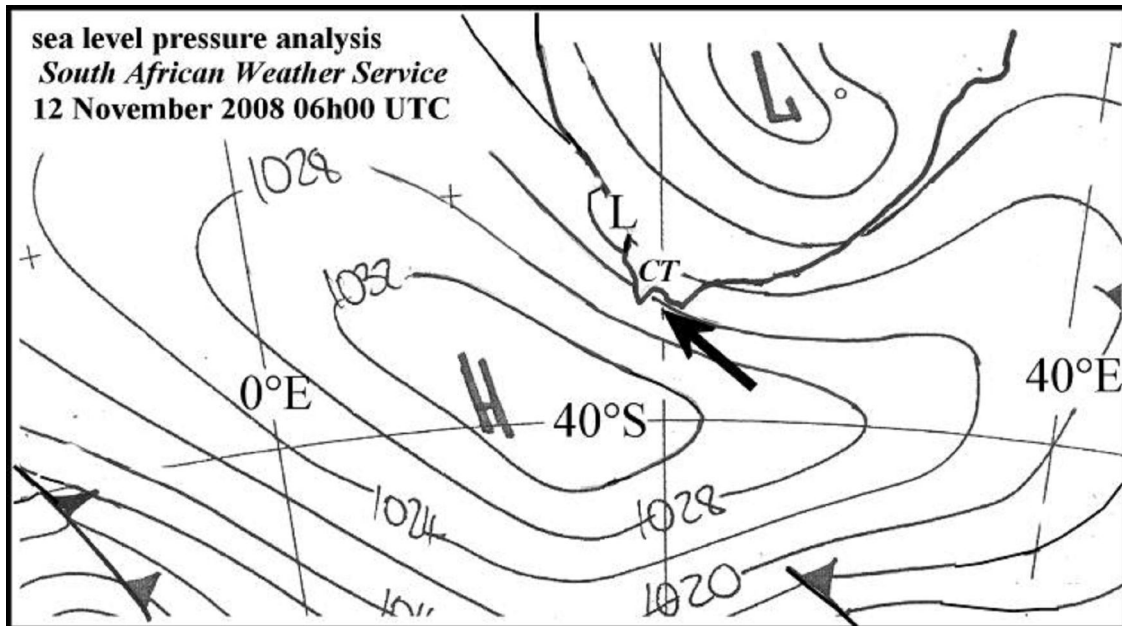 sea level pressure analysis
South African Weather Service
12 November 2008 06h00 UTC
L
1028
L
CT
1032
H
0°E
40°S
40°E
1024
1028
1020